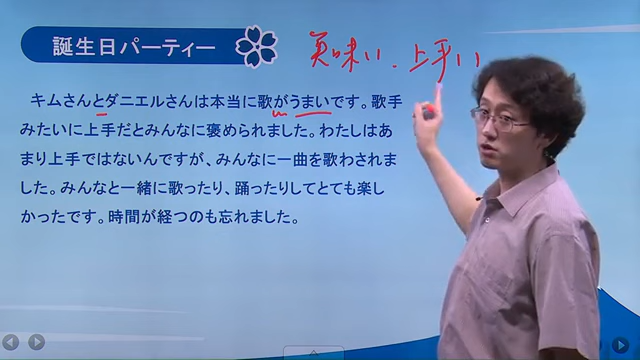 誕生日パーティー
美味い、上手い
キムさんとダニエルさんは本当に歌がうまいです。歌手
みたいに上手だとみんなに褒められました。わたしはあ
まり上手ではないんですが、みんなに一曲を歌わされま
した。みんなと一緒に歌ったり、踊ったりしてとても楽し
かったです。時間が経つのも忘れました。